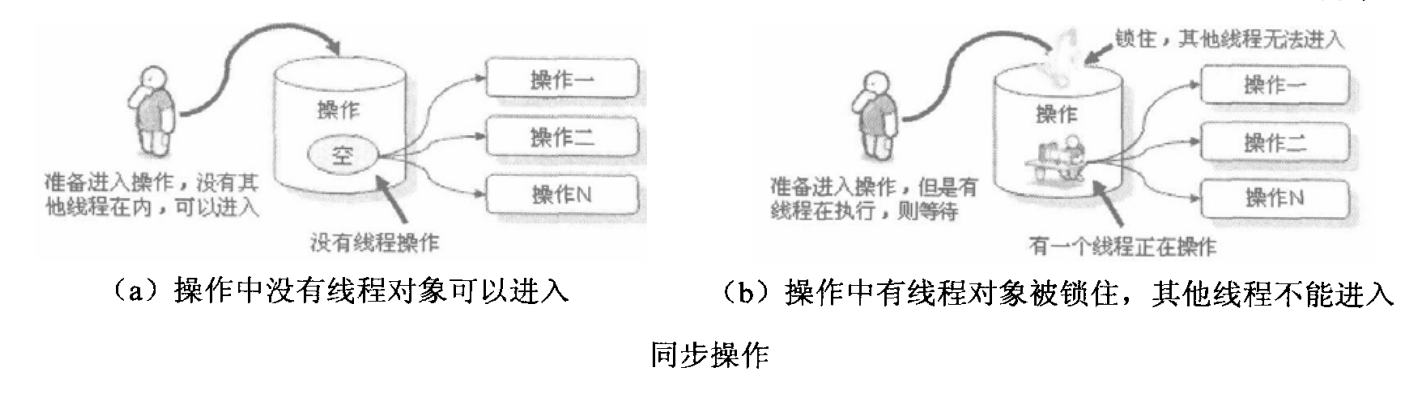 操作
空
操作一
操作二
操作N
准备进入操作，没有其
他线程在内，可以进入
没有线程操作
（a）操作中没有线程对象可以进入
锁住，其他线程无法进入
操作
操作一
操作二
操作N
准备进入操作，但是有
线程在执行，则等待
有一个线程正在操作
（b）操作中有线程对象被锁住，其他线程不能进入
同步操作